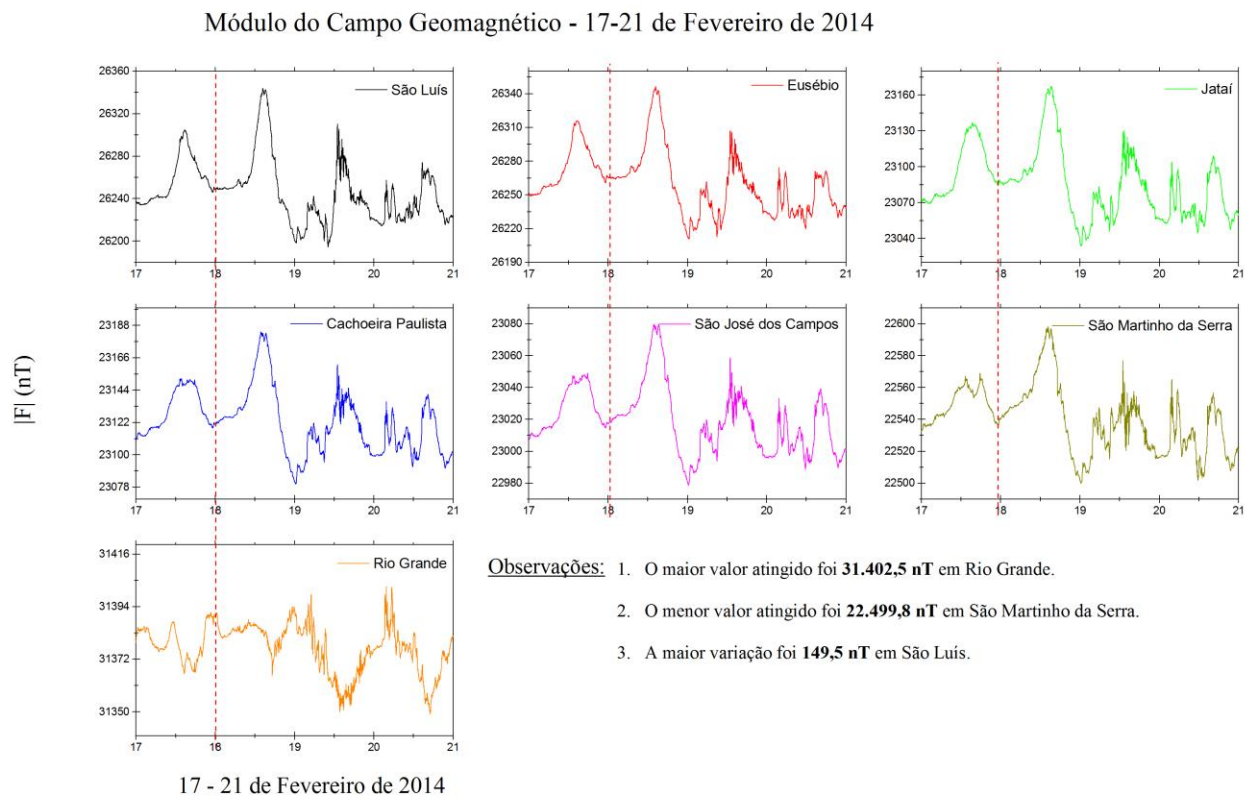 Módulo do Campo Geomagnético - 17-21 de Fevereiro de 2014
|F| (nT)
São Luís
26360
26320
26280
26240
26200
17 18 19 20 21
Eusébio
26340
26310
26280
26250
26220
26190
17 18 19 20 21
Jataí
23160
23130
23100
23070
23040
17 18 19 20 21
Cachoeira Paulista
23188
23166
23144
23122
23100
23078
17 18 19 20 21
São José dos Campos
23080
23060
23040
23020
23000
22980
17 18 19 20 21
São Martinho da Serra
22600
22560
22540
22500
17 18 19 20 21
Rio Grande
31416
31394
31372
31350
17 18 19 20 21
17 - 21 de Fevereiro de 2014
Observações: 1. O maior valor atingido foi 31.402,5 nT em Rio Grande.
2. O menor valor atingido foi 22.499,8 nT em São Martinho da Serra.
3. A maior variação foi 149,5 nT em São Luís.